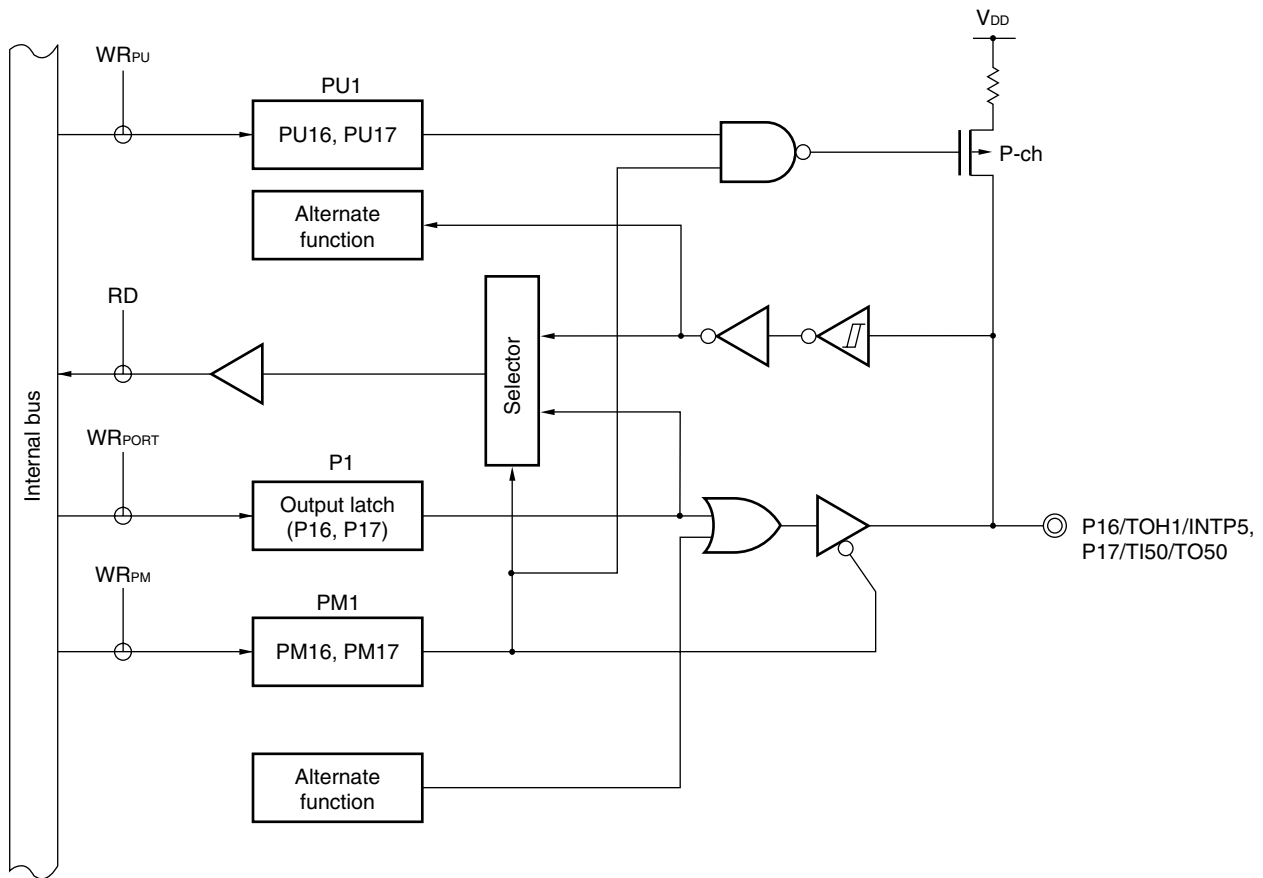 VDD
WRPU
PU1
PU16, PU17
P-ch
Alternate
function
RD
Selector
Internal bus
WRPORT
P1
Output latch
(P16, P17)
P16/TOH1/INTP5,
P17/TI50/TO50
WRPM
PM1
PM16, PM17
Alternate
function